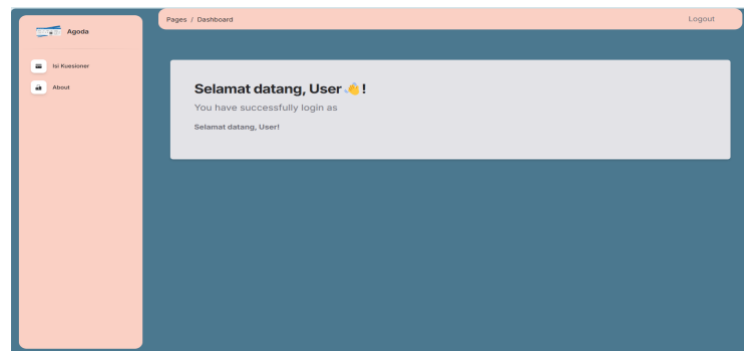 Agoda
Isi Kuesioner
About
Pages / Dashboard
Logout
Selamat datang, User 👋!
You have successfully login as
Selamat datang, User!